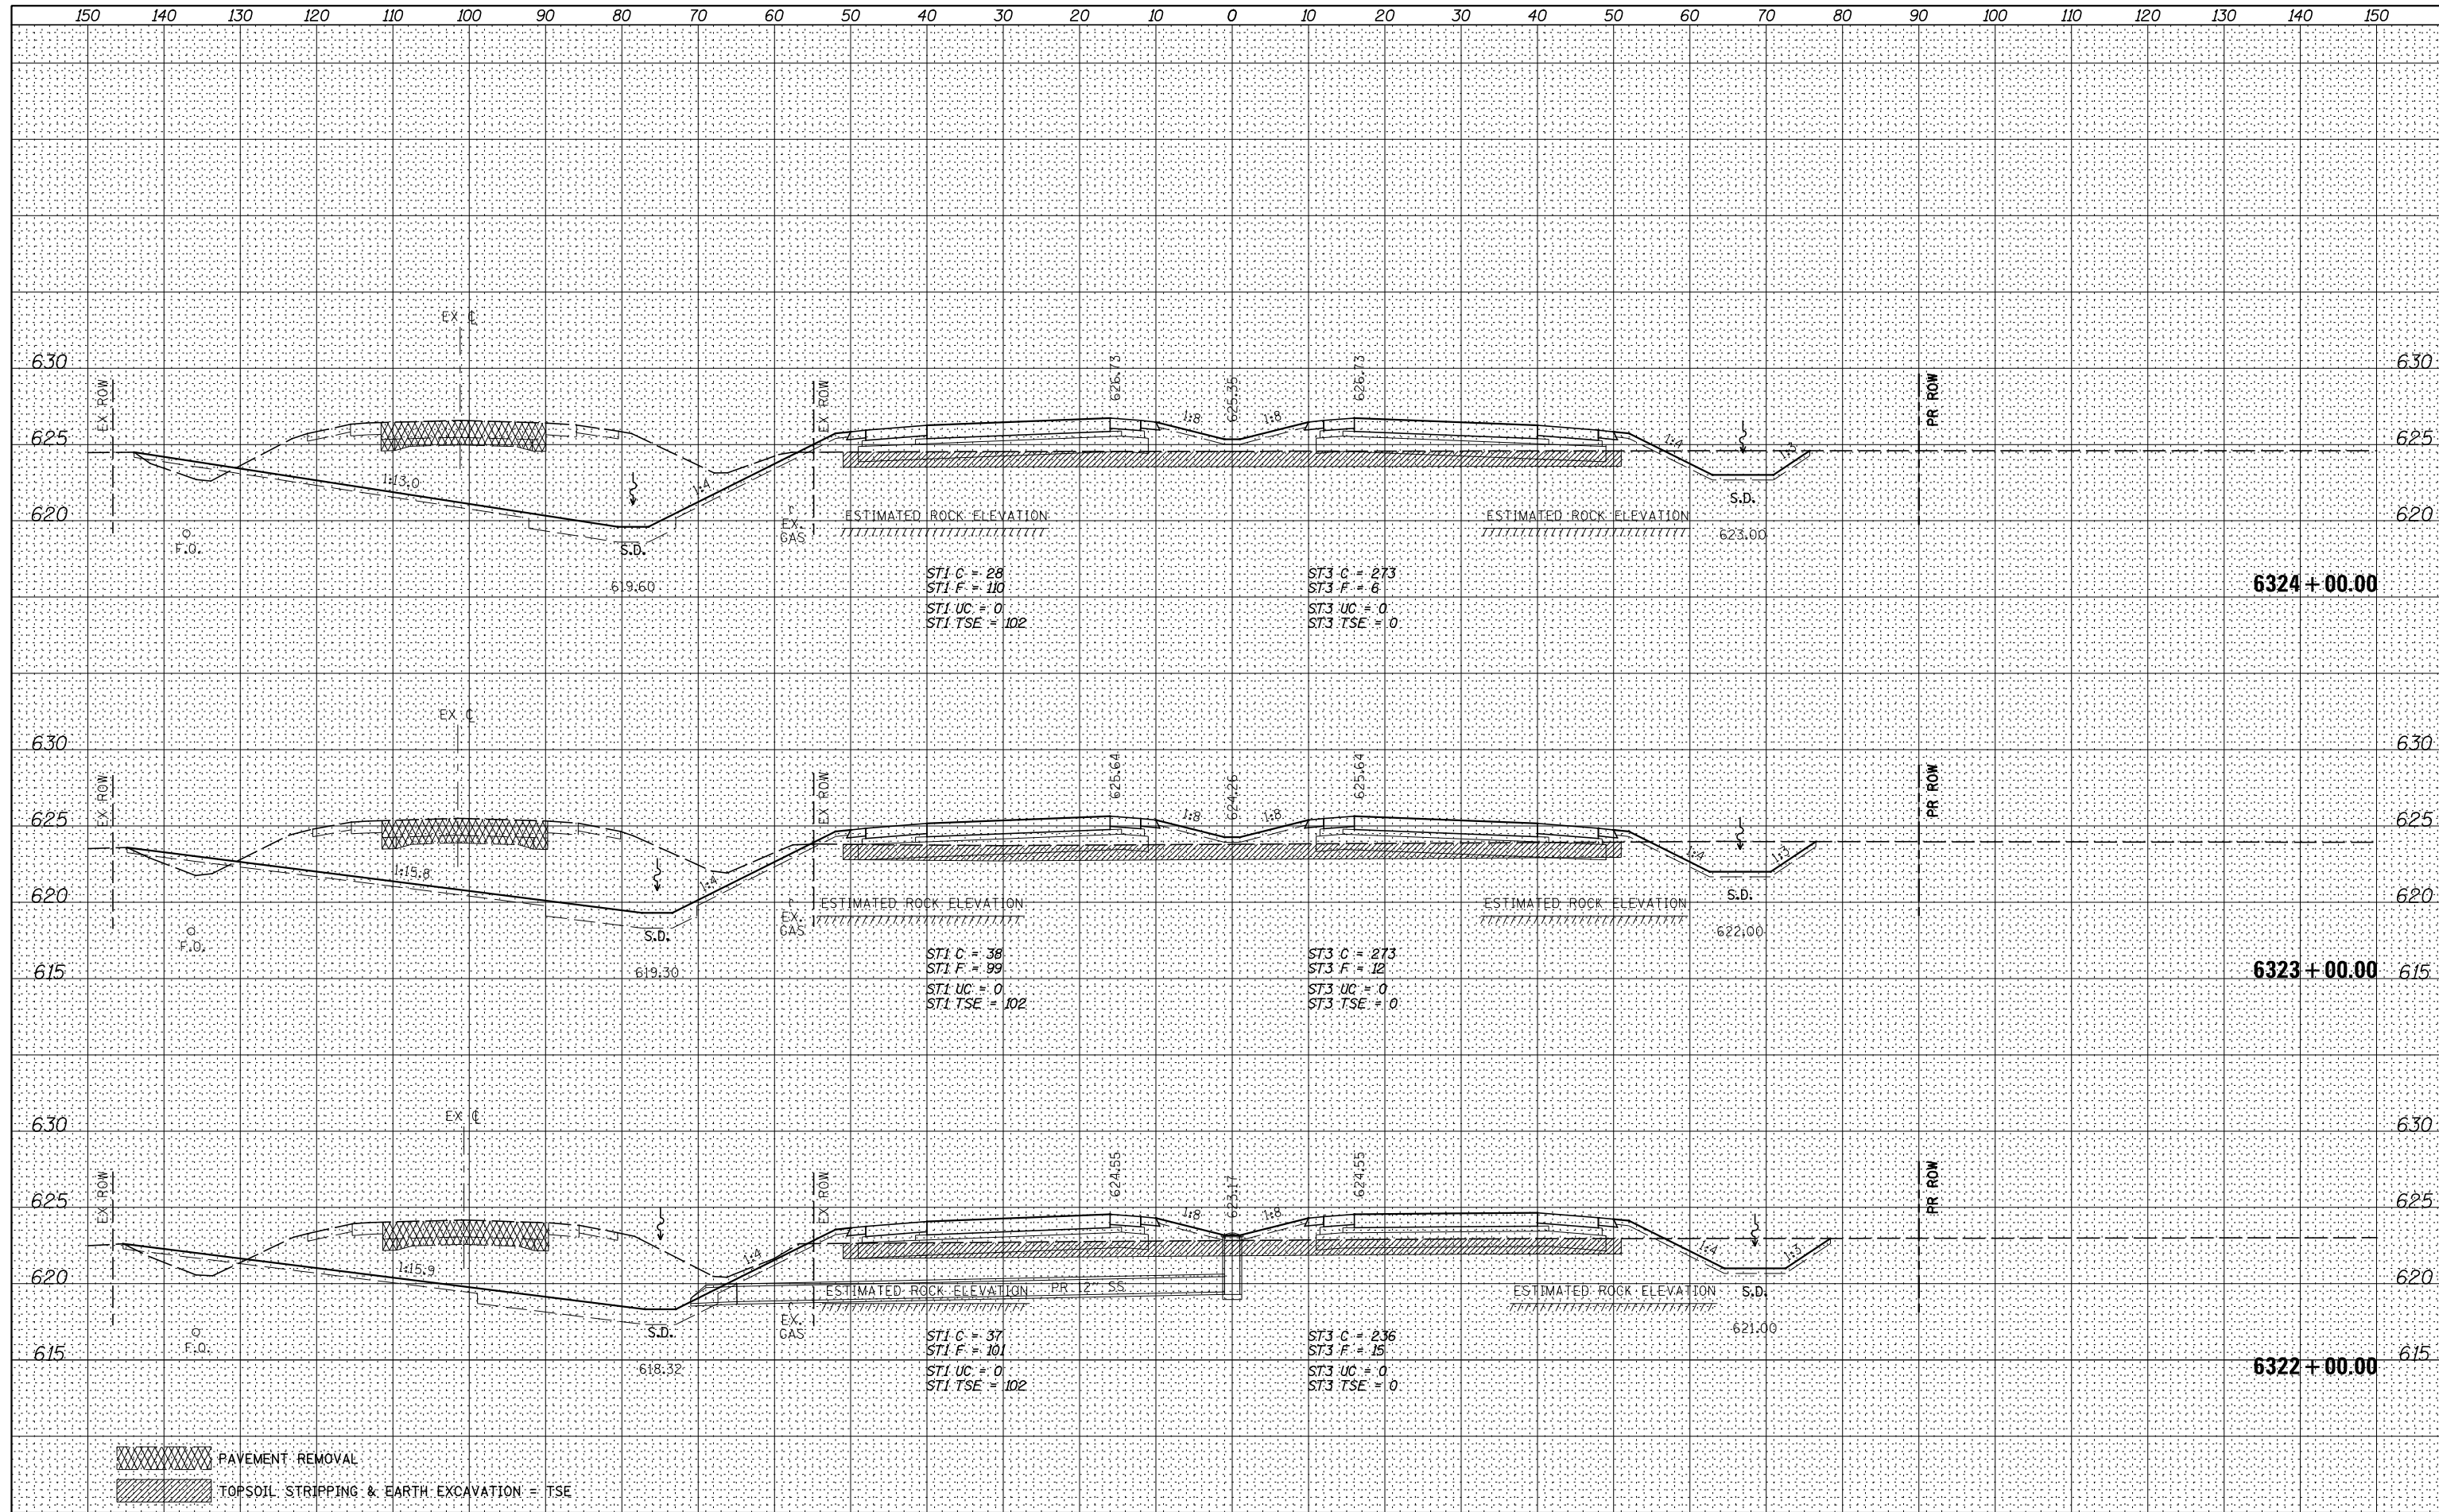 150 140 130 120 110 100 90 80 70 60 50 40 30 20 10 0 10 20 30 40 50 60 70 80 90 100 110 120 130 140 150
EX ℄
630 630
EX ROW
EX ROW
626.73
625.35
626.73
PR ROW
1:8 1:8
625 625
1:4
1:3
1:13.0
1:4
S.D.
620 620
EX. GAS
ESTIMATED ROCK ELEVATION
ESTIMATED ROCK ELEVATION
623.00
F.O.
S.D.
619.60
ST1 C = 28
ST1 F = 110
ST1 UC = 0
ST1 TSE = 102
ST3 C = 273
ST3 F = 6
ST3 UC = 0
ST3 TSE = 0
6324+00.00
EX ℄
630 630
EX ROW
EX ROW
625.64
624.26
625.64
PR ROW
1:8 1:8
625 625
1:4
1:3
1:15.8
1:4
S.D.
620 620
EX. GAS
ESTIMATED ROCK ELEVATION
ESTIMATED ROCK ELEVATION
622.00
F.O.
S.D.
619.30
ST1 C = 38
ST1 F = 99
ST1 UC = 0
ST1 TSE = 102
ST3 C = 273
ST3 F = 12
ST3 UC = 0
ST3 TSE = 0
615 6323+00.00 615
EX ℄
630 630
EX ROW
EX ROW
624.55
623.17
624.55
PR ROW
1:8 1:8
625 625
1:4
1:4
1:3
1:15.9
620 620
ESTIMATED ROCK ELEVATION
PR 12" SS
ESTIMATED ROCK ELEVATION
S.D.
EX. GAS
621.00
F.O.
S.D.
618.32
ST1 C = 37
ST1 F = 101
ST1 UC = 0
ST1 TSE = 102
ST3 C = 236
ST3 F = 15
ST3 UC = 0
ST3 TSE = 0
615 6322+00.00 615
PAVEMENT REMOVAL
TOPSOIL STRIPPING & EARTH EXCAVATION = TSE